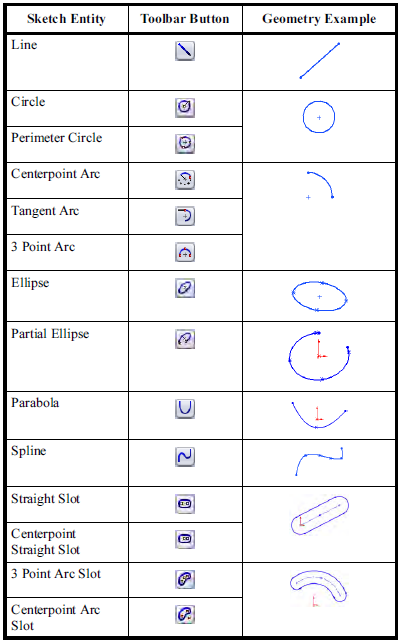 Sketch Entity Toolbar Button Geometry Example
Line
Circle
Perimeter Circle
Centerpoint Arc
Tangent Arc
3 Point Arc
Ellipse
Partial Ellipse
Parabola
Spline
Straight Slot
Centerpoint
Straight Slot
3 Point Arc Slot
Centerpoint Arc
Slot